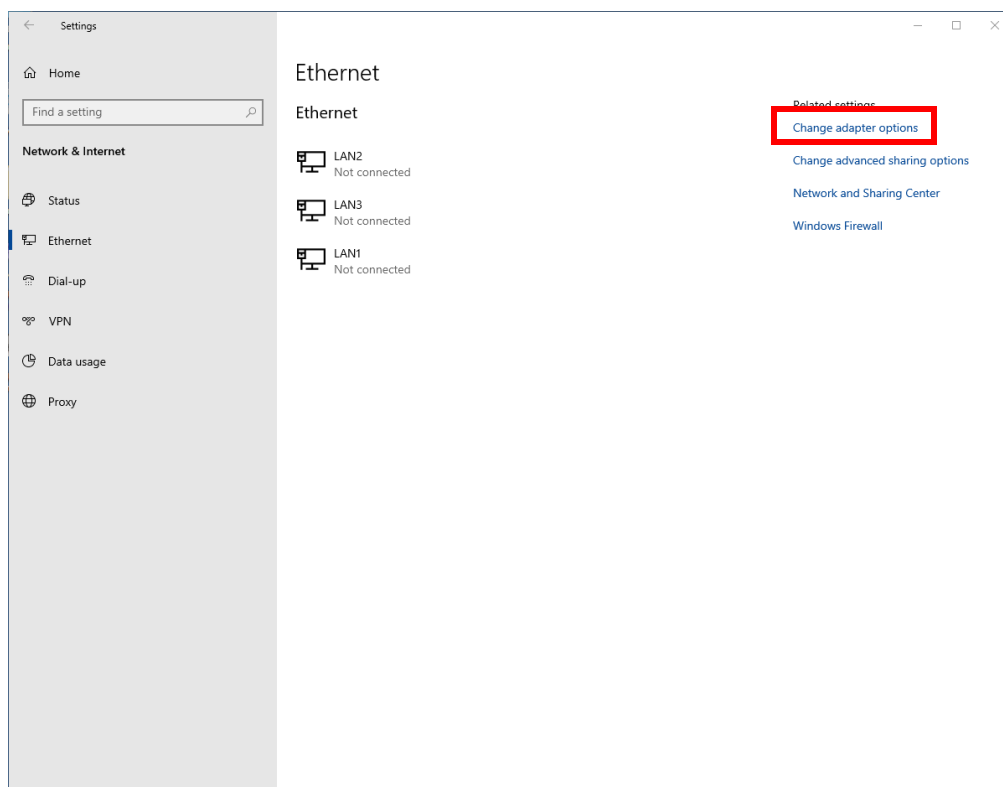 Settings
Home
Find a setting
Network & Internet
Status
Ethernet
Dial-up
VPN
Data usage
Proxy
Ethernet
Ethernet
LAN2
Not connected
LAN3
Not connected
LAN1
Not connected
Related settings
Change adapter options
Change advanced sharing options
Network and Sharing Center
Windows Firewall